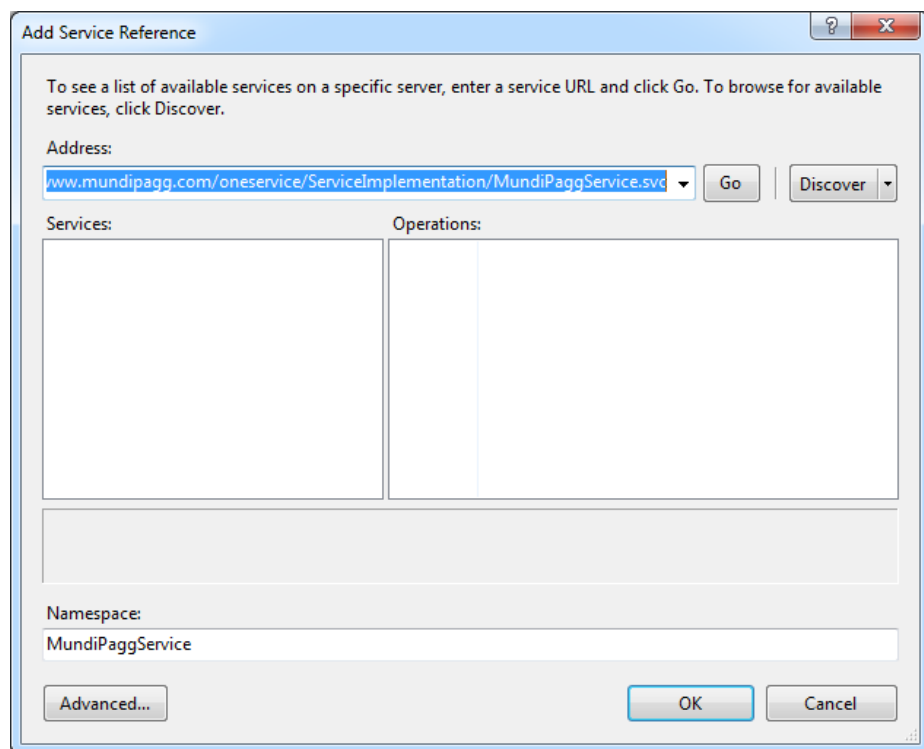 Add Service Reference
To see a list of available services on a specific server, enter a service URL and click Go. To browse for available
services, click Discover.
Address:
www.mundipagg.com/oneservice/ServiceImplementation/MundiPaggService.svc
Go
Discover
Services:
Operations:
Namespace:
MundiPaggService
Advanced...
OK
Cancel